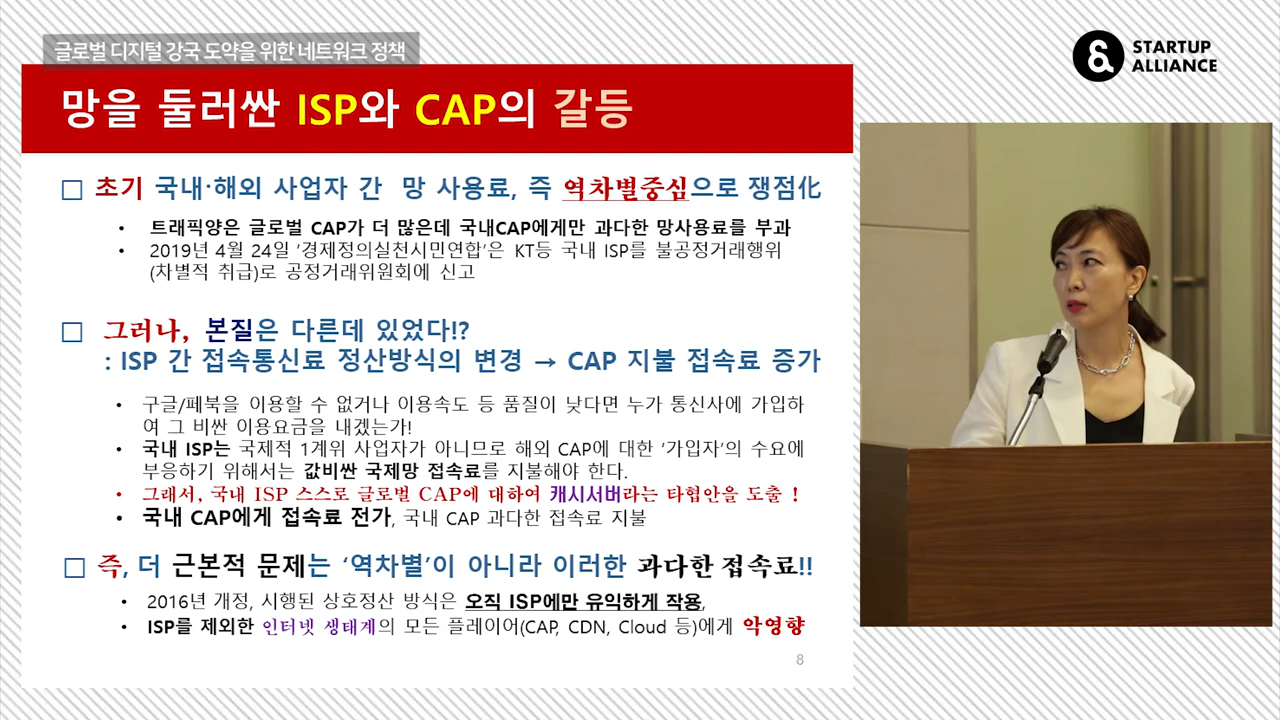 글로벌 디지털 강국 도약을 위한 네트워크 정책
STARTUP
ALLIANCE
망을 둘러싼 ISP와 CAP의 갈등
□ 초기 국내·해외 사업자 간 망 사용료, 즉 역차별중심으로 쟁점化
• 트래픽양은 글로벌 CAP가 더 많은데 국내CAP에게만 과다한 망사용료를 부과
• 2019년 4월 24일 '경제정의실천시민연합'은 KT등 국내 ISP를 불공정거래행위
(차별적 취급)로 공정거래위원회에 신고
□ 그러나, 본질은 다른데 있었다!?
: ISP 간 접속통신료 정산방식의 변경 → CAP 지불 접속료 증가
• 구글/페북을 이용할 수 없거나 이용속도 등 품질이 낮다면 누가 통신사에 가입하
여 그 비싼 이용요금을 내겠는가!
• 국내 ISP는 국제적 1계위 사업자가 아니므로 해외 CAP에 대한 '가입자'의 수요에
부응하기 위해서는 값비싼 국제망 접속료를 지불해야 한다.
• 그래서, 국내 ISP 스스로 글로벌 CAP에 대하여 캐시서버라는 타협안을 도출 !
• 국내 CAP에게 접속료 전가, 국내 CAP 과다한 접속료 지불
□ 즉, 더 근본적 문제는 '역차별'이 아니라 이러한 과다한 접속료!!
• 2016년 개정, 시행된 상호정산 방식은 오직 ISP에만 유익하게 작용,
• ISP를 제외한 인터넷 생태계의 모든 플레이어(CAP, CDN, Cloud 등)에게 악영향
8